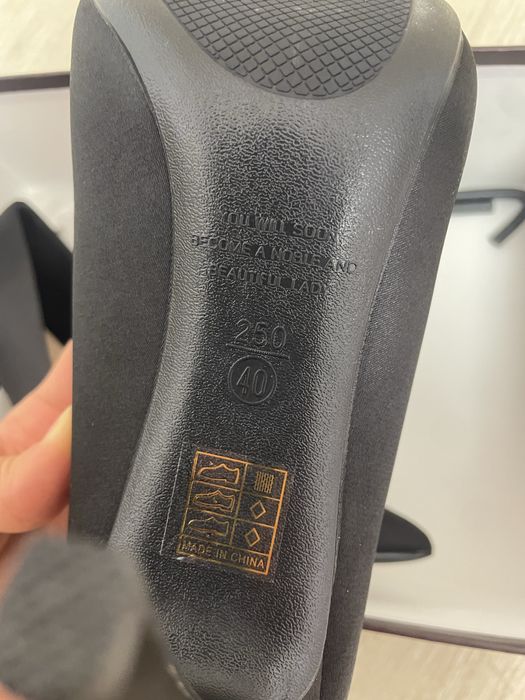 YOU WILL SOON
BECOME A NOBLE AND
BEAUTIFUL LADY
250
40
MADE IN CHINA